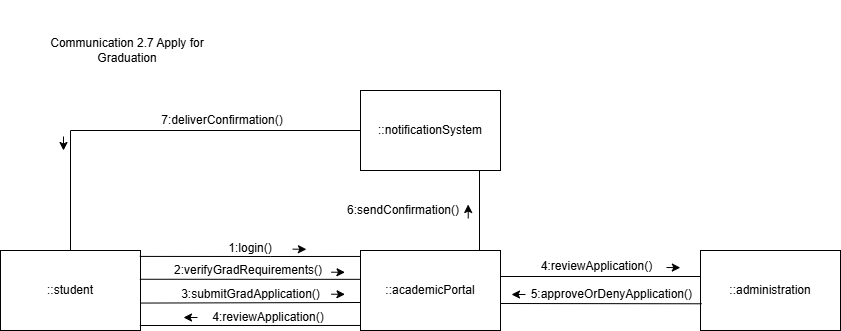 Communication 2.7 Apply for
Graduation
7:deliverConfirmation()
::notificationSystem
6:sendConfirmation()
1:login()
2:verifyGradRequirements()
3:submitGradApplication()
4:reviewApplication()
::student
::academicPortal
4:reviewApplication()
5:approveOrDenyApplication()
::administration